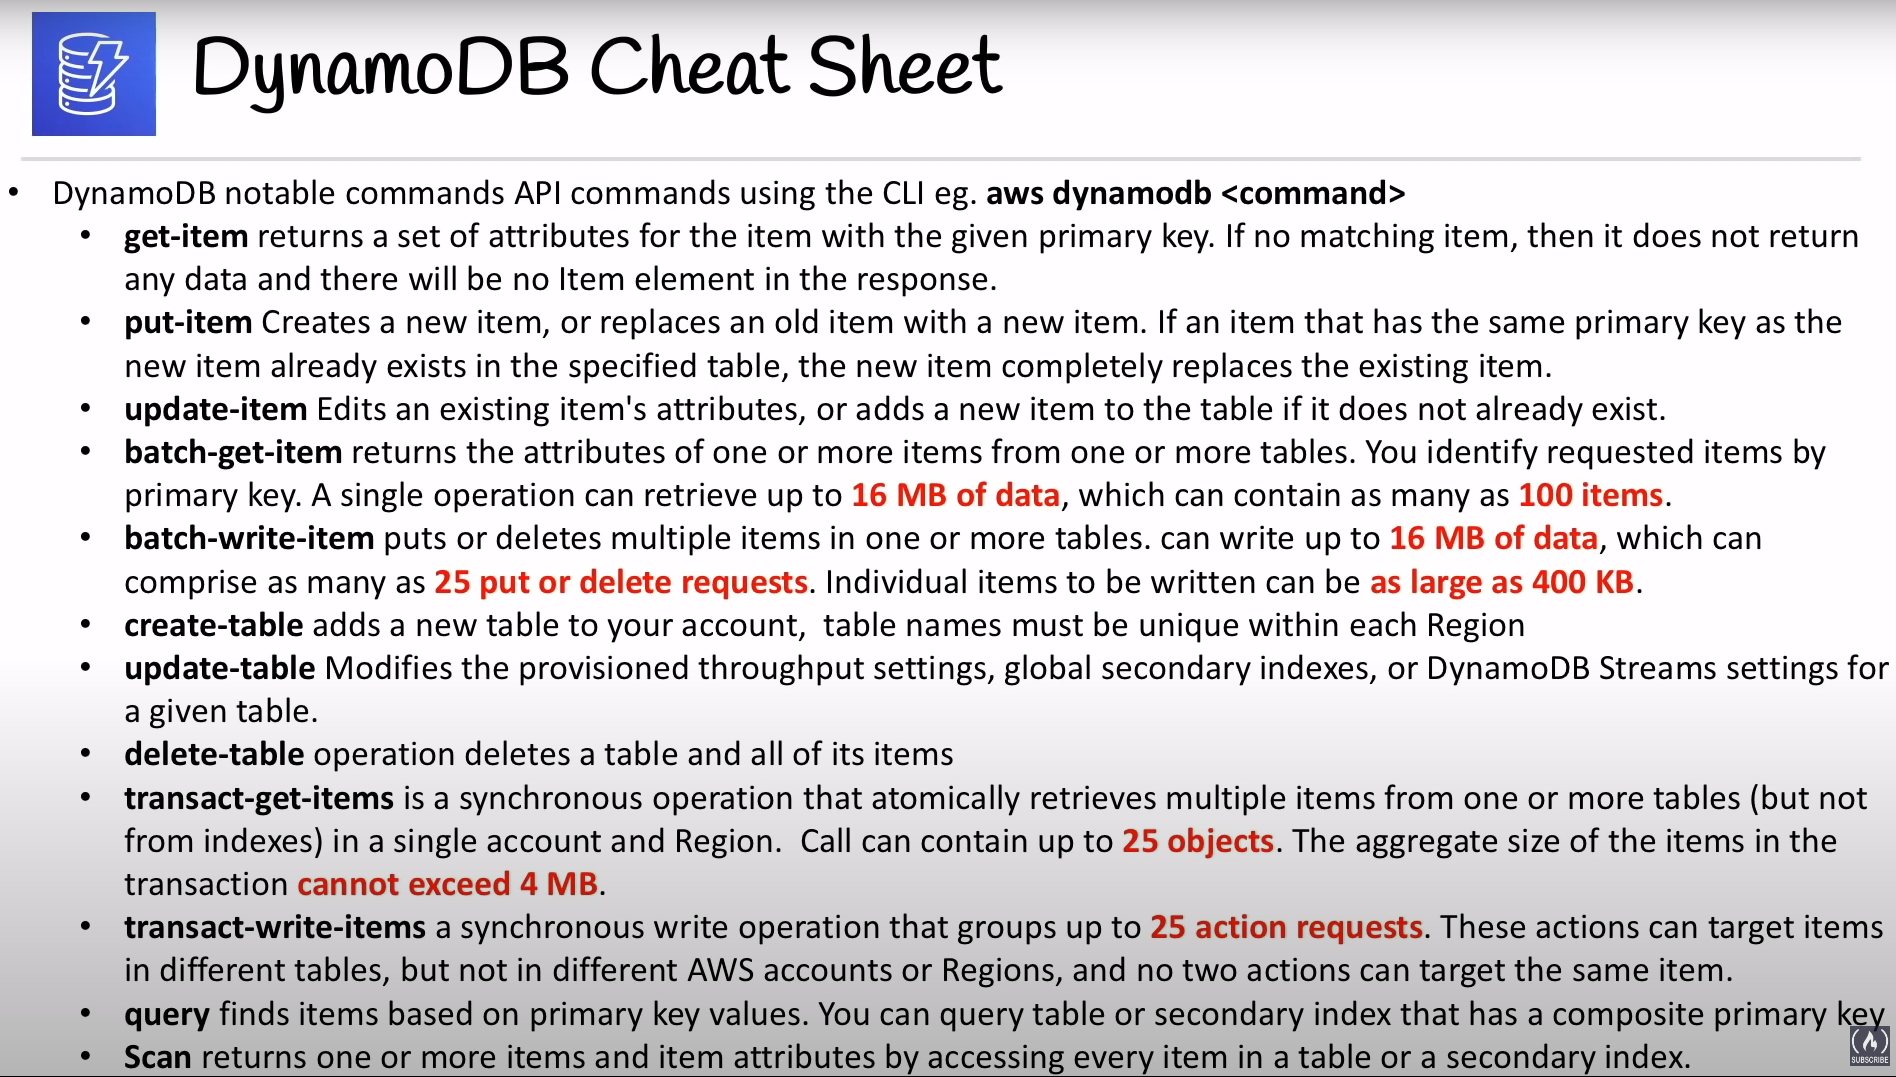 DynamoDB Cheat Sheet
• DynamoDB notable commands API commands using the CLI eg. aws dynamodb <command>
• get-item returns a set of attributes for the item with the given primary key. If no matching item, then it does not return
any data and there will be no Item element in the response.
• put-item Creates a new item, or replaces an old item with a new item. If an item that has the same primary key as the
new item already exists in the specified table, the new item completely replaces the existing item.
• update-item Edits an existing item's attributes, or adds a new item to the table if it does not already exist.
• batch-get-item returns the attributes of one or more items from one or more tables. You identify requested items by
primary key. A single operation can retrieve up to 16 MB of data, which can contain as many as 100 items.
• batch-write-item puts or deletes multiple items in one or more tables. can write up to 16 MB of data, which can
comprise as many as 25 put or delete requests. Individual items to be written can be as large as 400 KB.
• create-table adds a new table to your account,  table names must be unique within each Region
• update-table Modifies the provisioned throughput settings, global secondary indexes, or DynamoDB Streams settings for
a given table.
• delete-table operation deletes a table and all of its items
• transact-get-items is a synchronous operation that atomically retrieves multiple items from one or more tables (but not
from indexes) in a single account and Region.  Call can contain up to 25 objects. The aggregate size of the items in the
transaction cannot exceed 4 MB.
• transact-write-items a synchronous write operation that groups up to 25 action requests. These actions can target items
in different tables, but not in different AWS accounts or Regions, and no two actions can target the same item.
• query finds items based on primary key values. You can query table or secondary index that has a composite primary key
• Scan returns one or more items and item attributes by accessing every item in a table or a secondary index.
SUBSCRIBE